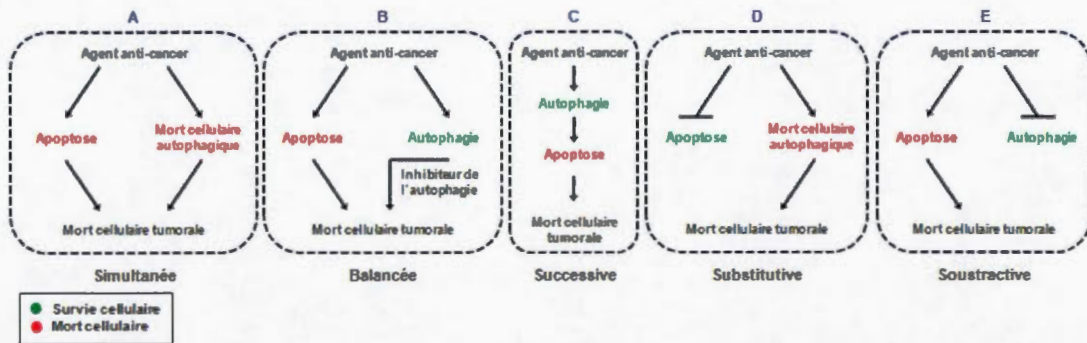 A
Agent anti-cancer
Apoptose
Mort cellulaire
autophagique
Mort cellulaire tumorale
Simultanée
B
Agent anti-cancer
Apoptose
Autophagie
Inhibiteur de
l'autophagie
Mort cellulaire tumorale
Balancée
C
Agent anti-cancer
Autophagie
Apoptose
Mort cellulaire
tumorale
Successive
D
Agent anti-cancer
Apoptose
Mort cellulaire
autophagique
Mort cellulaire tumorale
Substitutive
E
Agent anti-cancer
Apoptose
Autophagie
Mort cellulaire tumorale
Soustractive
Survie cellulaire
Mort cellulaire